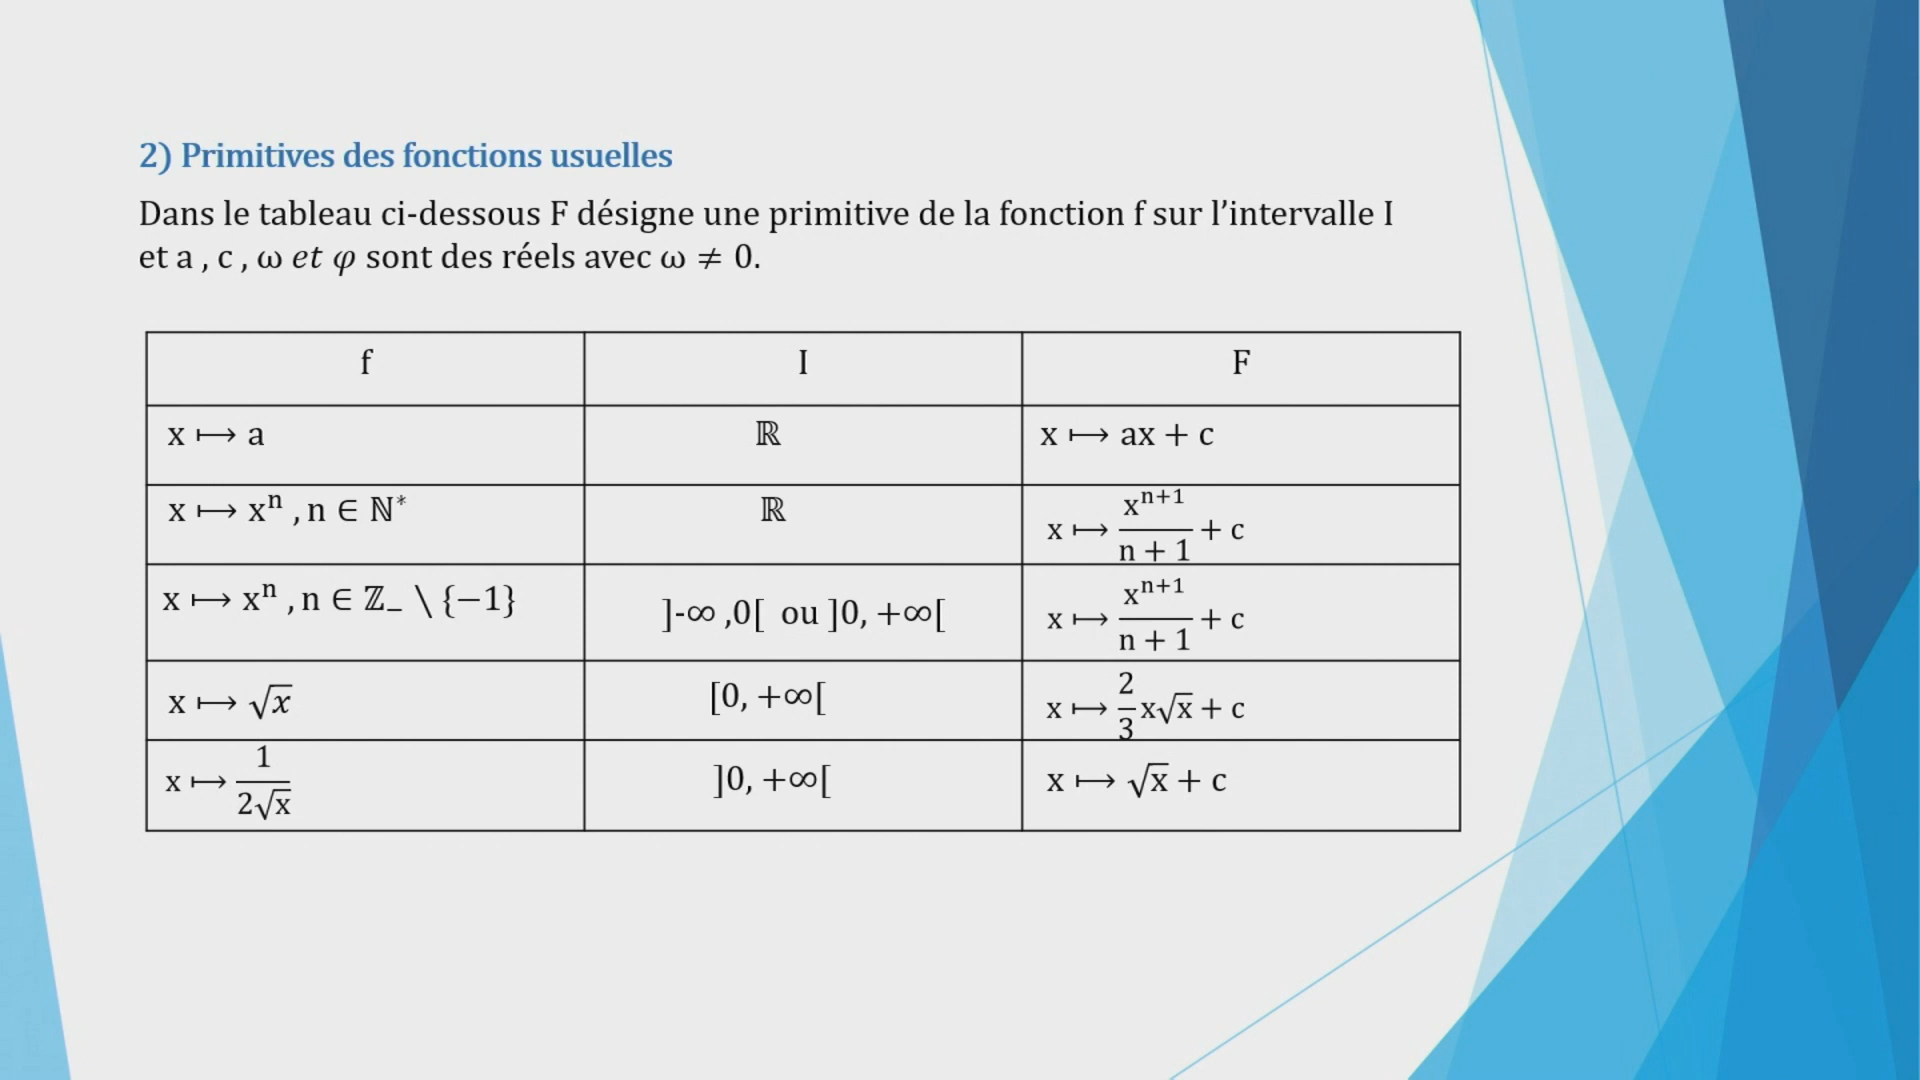 2) Primitives des fonctions usuelles
Dans le tableau ci-dessous F désigne une primitive de la fonction f sur l’intervalle I
et a , c , ω et φ sont des réels avec ω ≠ 0.
f I F
x ⟼ a ℝ x ⟼ ax + c
x ⟼ xⁿ , n ∈ ℕ* ℝ x ⟼ xⁿ⁺¹/(n + 1) + c
x ⟼ xⁿ , n ∈ ℤ₋ \ {−1} ]-∞ ,0[ ou ]0, +∞[ x ⟼ xⁿ⁺¹/(n + 1) + c
x ⟼ √x [0, +∞[ x ⟼ 2/3 x√x + c
x ⟼ 1/(2√x) ]0, +∞[ x ⟼ √x + c